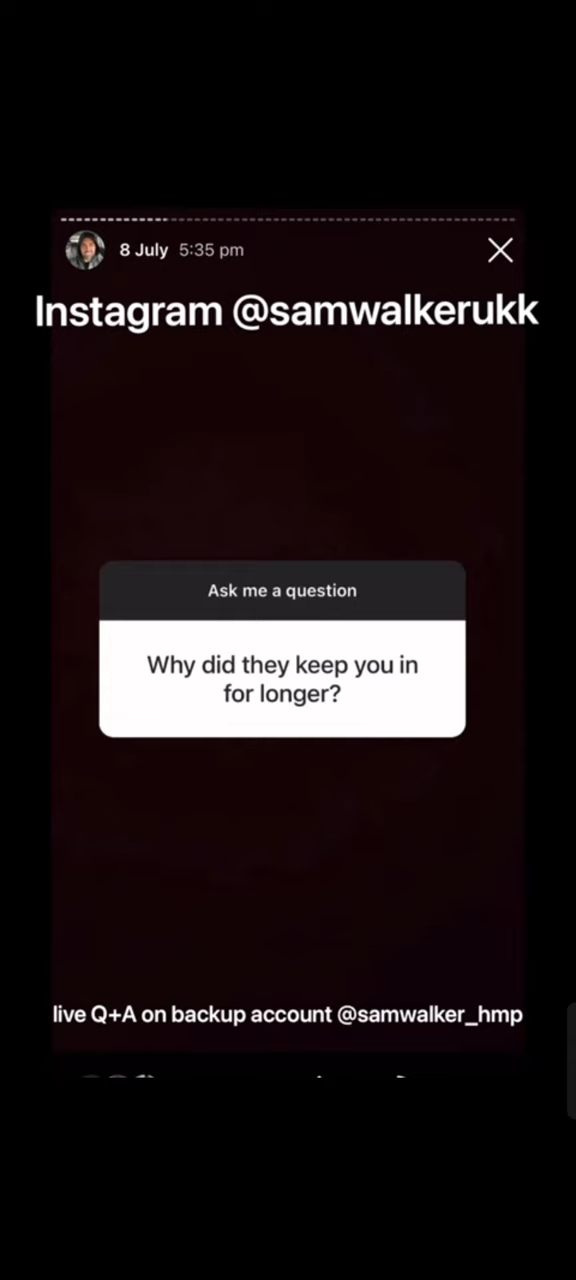 8 July 5:35 pm
Instagram @samwalkerukk
Ask me a question
Why did they keep you in
for longer?
live Q+A on backup account @samwalker_hmp